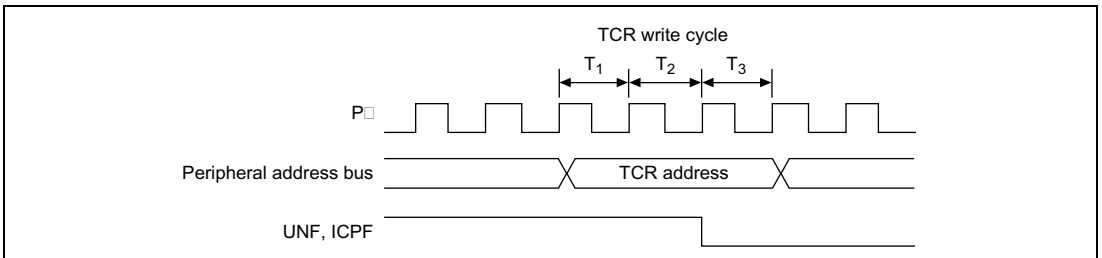 TCR write cycle
T1 T2 T3
P□
Peripheral address bus TCR address
UNF, ICPF